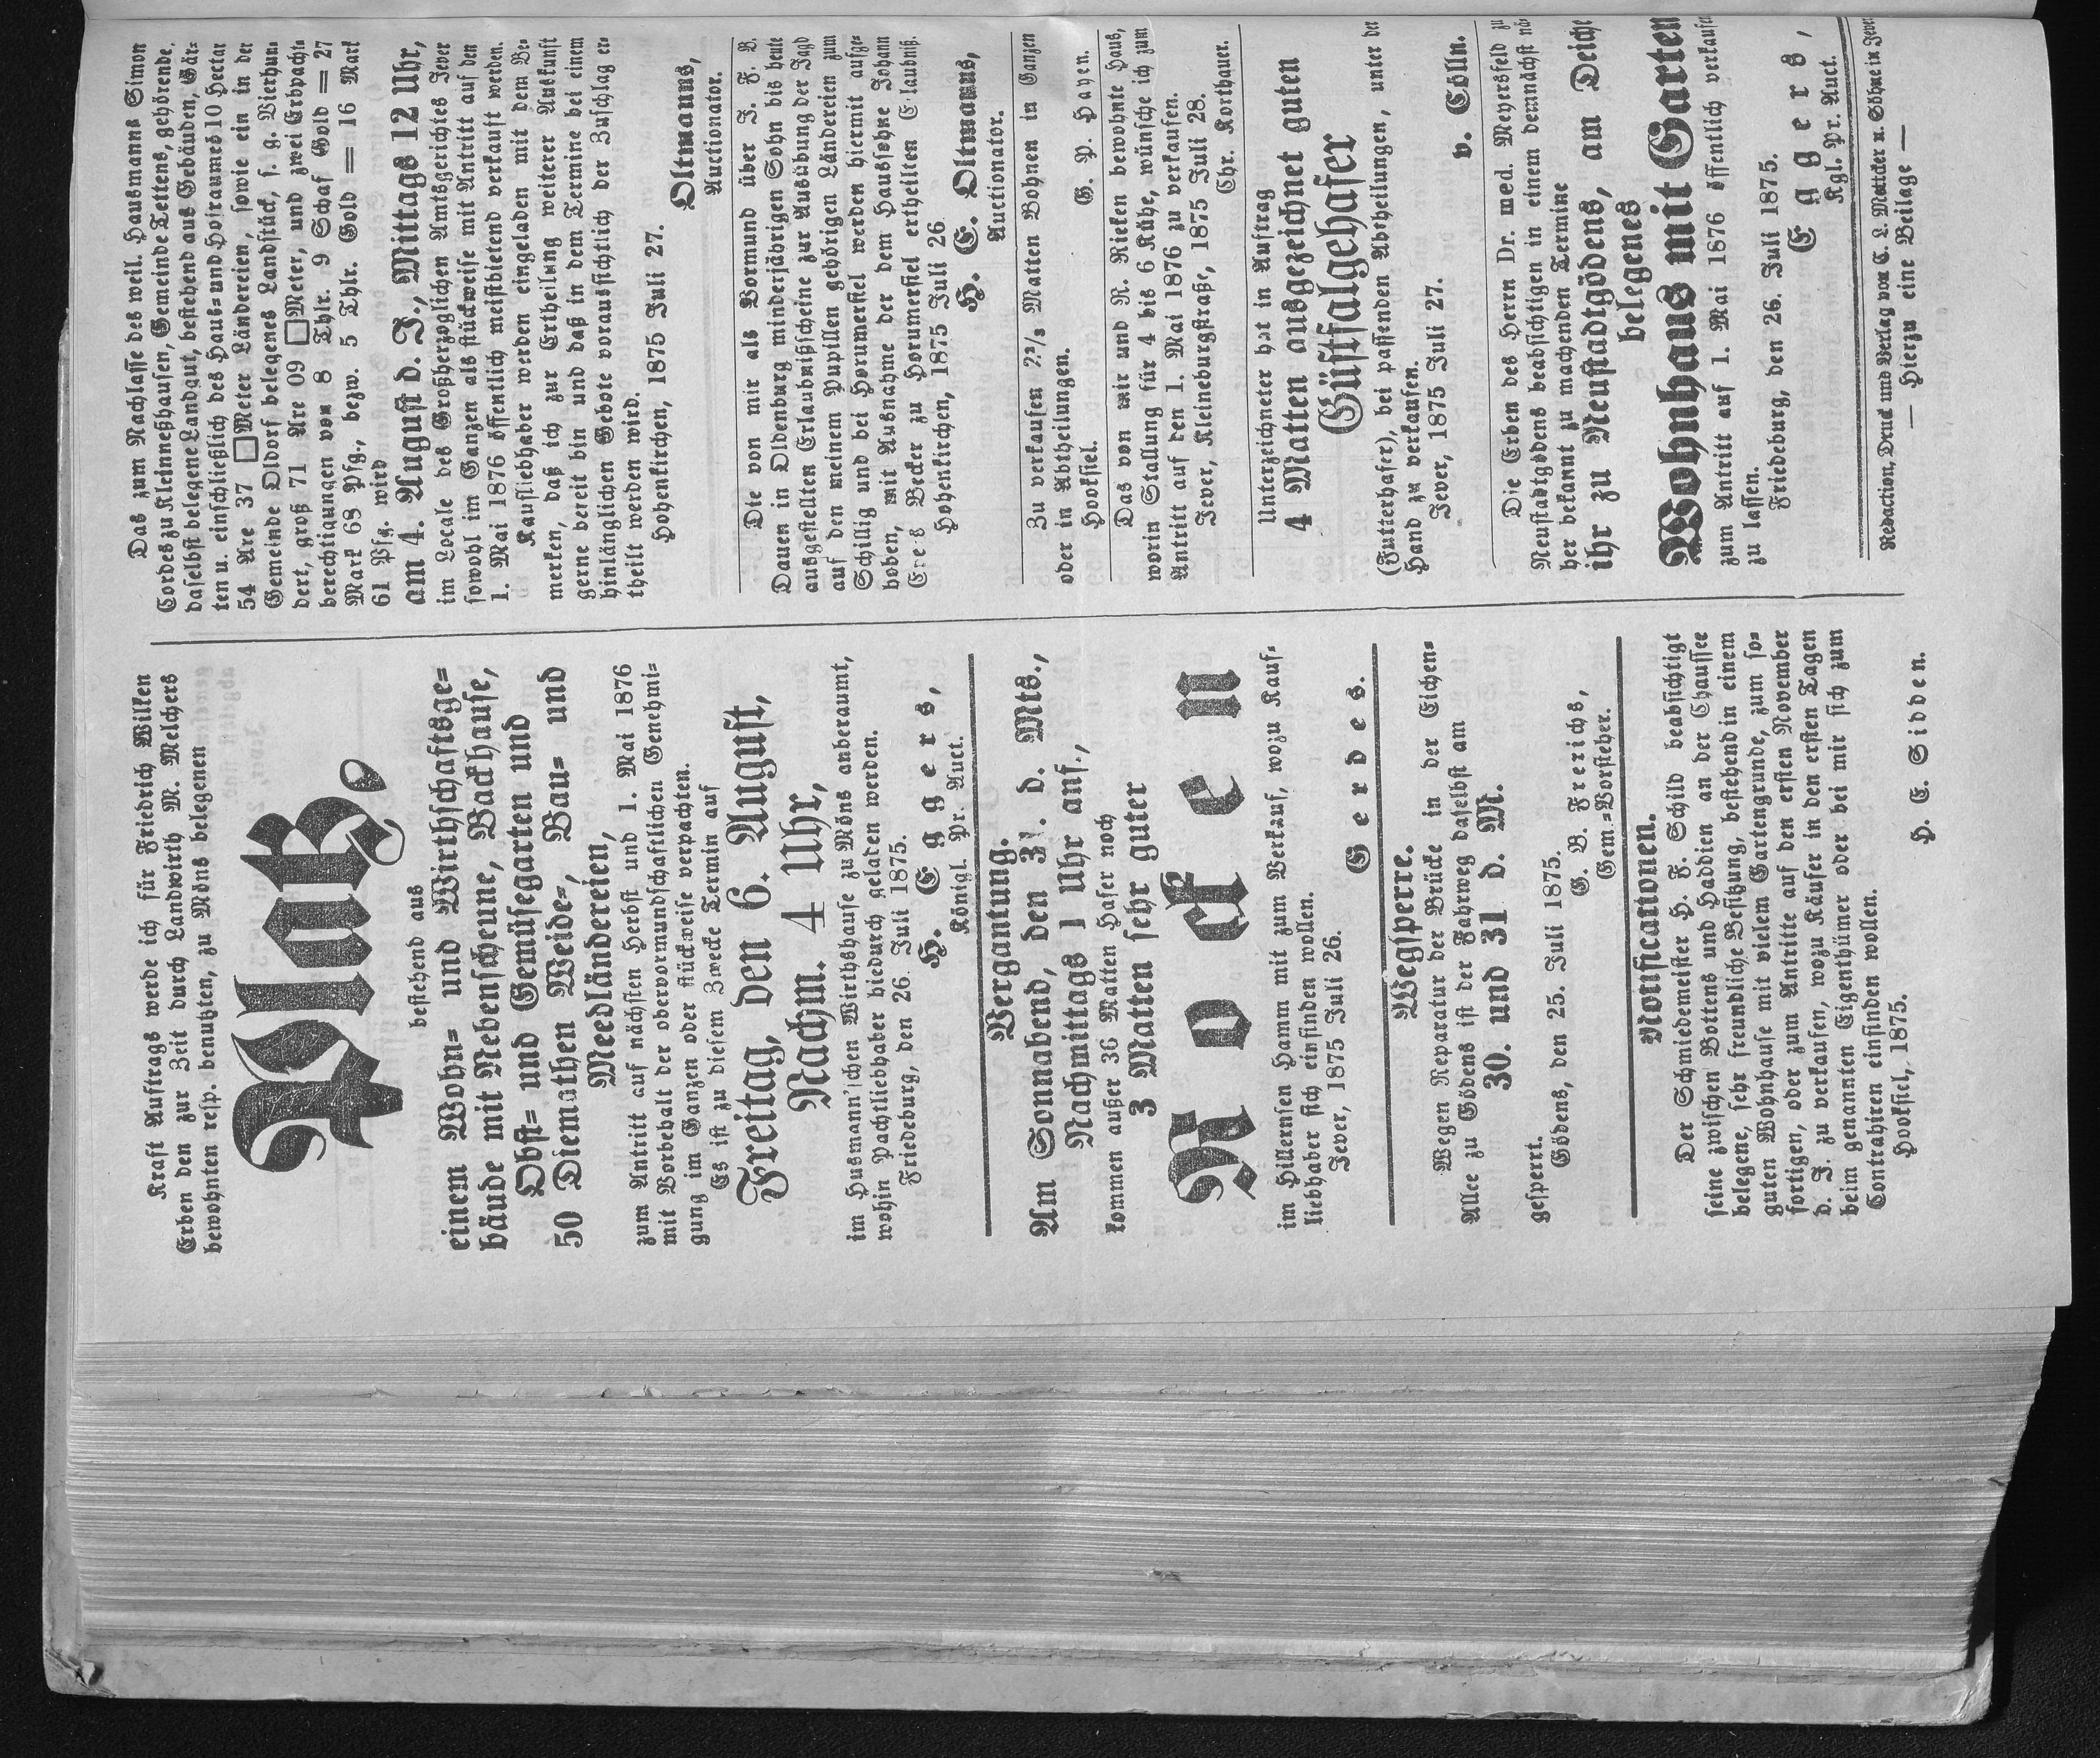 Kraft Auftrags werde ich für Friedrich Wilken
Erben den zur Zeit durch Landwirth M. Melchers
bewohnten resp. benutzten, zu Möns belegenen
Platz,
bestehend aus
einem Wohn- und Wirthschaftsge-
bäude mit Nebenscheune, Backhause,
Obst- und Gemüsegarten und
50 Diemathen Weide-, Bau- und
Meedländereien,
zum Antritt auf nächsten Herbst und 1. Mai 1876
mit Vorbehalt der obervormundschaftlichen Genehmi-
gung im Ganzen oder stückweise verpachten.
Es ist zu diesem Zwecke Termin auf
Freitag, den 6. August,
Nachm. 4 Uhr,
im Husmann'schen Wirthshause zu Möns anberaumt,
wohin Pachtliebhaber hiedurch geladen werden.
Friedeburg, den 26. Juli 1875.
H. Eggers,
Königl. Pr. Auct.
Vergantung.
Am Sonnabend, den 31. d. Mts.,
Nachmittags 1 Uhr anf.,
kommen außer 36 Matten Hafer noch
3 Matten sehr guter
Rocken
im Hillernsen Hamm mit zum Verkauf, wozu Kauf-
liebhaber sich einfinden wollen.
Jever, 1875 Juli 26.
Gerdes.
Wegsperre.
Wegen Reparatur der Brücke in der Eichen-
Allee zu Gödens ist der Fahrweg daselbst am
30. und 31 d. M.
gesperrt.
Gödens, den 25. Juli 1875.
G. B. Frerichs,
Gem.-Vorsteher.
Notificationen.
Der Schmiedemeister H. F. Schild beabsichtigt
seine zwischen Bottens und Haddien an der Chaussee
belegene, sehr freundliche Besitzung, bestehend in einem
guten Wohnhause mit vielem Gartengrunde, zum so-
fortigen, oder zum Antritte auf den ersten November
d. J. zu verkaufen, wozu Käufer in den ersten Tagen
beim genannten Eigenthümer oder bei mir sich zum
Contrahiren einfinden wollen.
Hooksiel, 1875.
H. E. Sidden.
Das zum Nachlasse des weil. Hausmanns Simon
Cordes zu Kleinneßhausen, Gemeinde Tettens, gehörende,
daselbst belegene Landgut, bestehend aus Gebäuden, Gär-
ten u. einschließlich des Haus- und Hofraumes 10 Hectar
54 Are 37 □Meter Ländereien, sowie ein in der
Gemeinde Oldorf belegenes Landstück, s. g. Vierhun-
dert, groß 71 Are 09 □Meter, und zwei Erbpacht-
berechtigungen von 8 Thlr. 9 Schaf Gold = 27
Mark 68 Pfg., bezw. 5 Thlr. Gold = 16 Mark
61 Pfg. wird
am 4. August d. J., Mittags 12 Uhr,
im Locale des Großherzoglichen Amtsgerichtes Jever
sowohl im Ganzen als stückweise mit Antritt auf den
1. Mai 1876 öffentlich meistbietend verkauft werden.
Kaufliebhaber werden eingeladen mit dem Be-
merken, daß ich zur Ertheilung weiterer Auskunft
gerne bereit bin und daß in dem Termine bei einem
hinlänglichen Gebote voraussichtlich der Zuschlag er-
theilt werden wird.
Hohenkirchen, 1875 Juli 27.
Oltmanns,
Auctionator.
Die von mir als Vormund über J. F. B.
Dauen in Oldenburg minderjährigen Sohn bis heute
ausgestellten Erlaubnißscheine zur Ausübung der Jagd
auf den meinem Pupillen gehörigen Ländereien zum
Schillig und bei Horumersiel werden hiermit aufge-
hoben, mit Ausnahme der dem Haussohne Johann
Eers Becker zu Horumersiel ertheilten Erlaubniß.
Hohenkirchen, 1875 Juli 26
H. E. Oltmanns,
Auctionator.
Zu verkaufen 2²/₃ Matten Bohnen in Ganzen
oder in Abtheilungen.
Hooksiel. G. P. Hayen.
Das von mir und R. Rieken bewohnte Haus,
worin Stallung für 4 bis 6 Kühe, wünsche ich zum
Antritt auf den 1. Mai 1876 zu verkaufen.
Jever, Kleineburgstraße, 1875 Juli 28.
Chr. Korthauer.
Unterzeichneter hat in Auftrag
4 Matten ausgezeichnet guten
Güstfalgehafer
(Futterhafer), bei passenden Abtheilungen, unter der
Hand zu verkaufen.
Jever, 1875 Juli 27.
v. Cölln.
Die Erben des Herrn Dr. med. Meyersfeld zu
Neustadtgödens beabsichtigen in einem demnächst nä-
her bekannt zu machenden Termine
ihr zu Neustadtgödens, am Deiche
belegenes
Wohnhaus mit Garten
zum Antritt auf 1. Mai 1876 öffentlich verkaufen
zu lassen.
Friedeburg, den 26. Juli 1875.
Eggers,
Kgl. Pr. Auct.
Redaction, Druck und Verlag von C. L. Mettcker u. Söhne in Jever
— Hierzu eine Beilage —